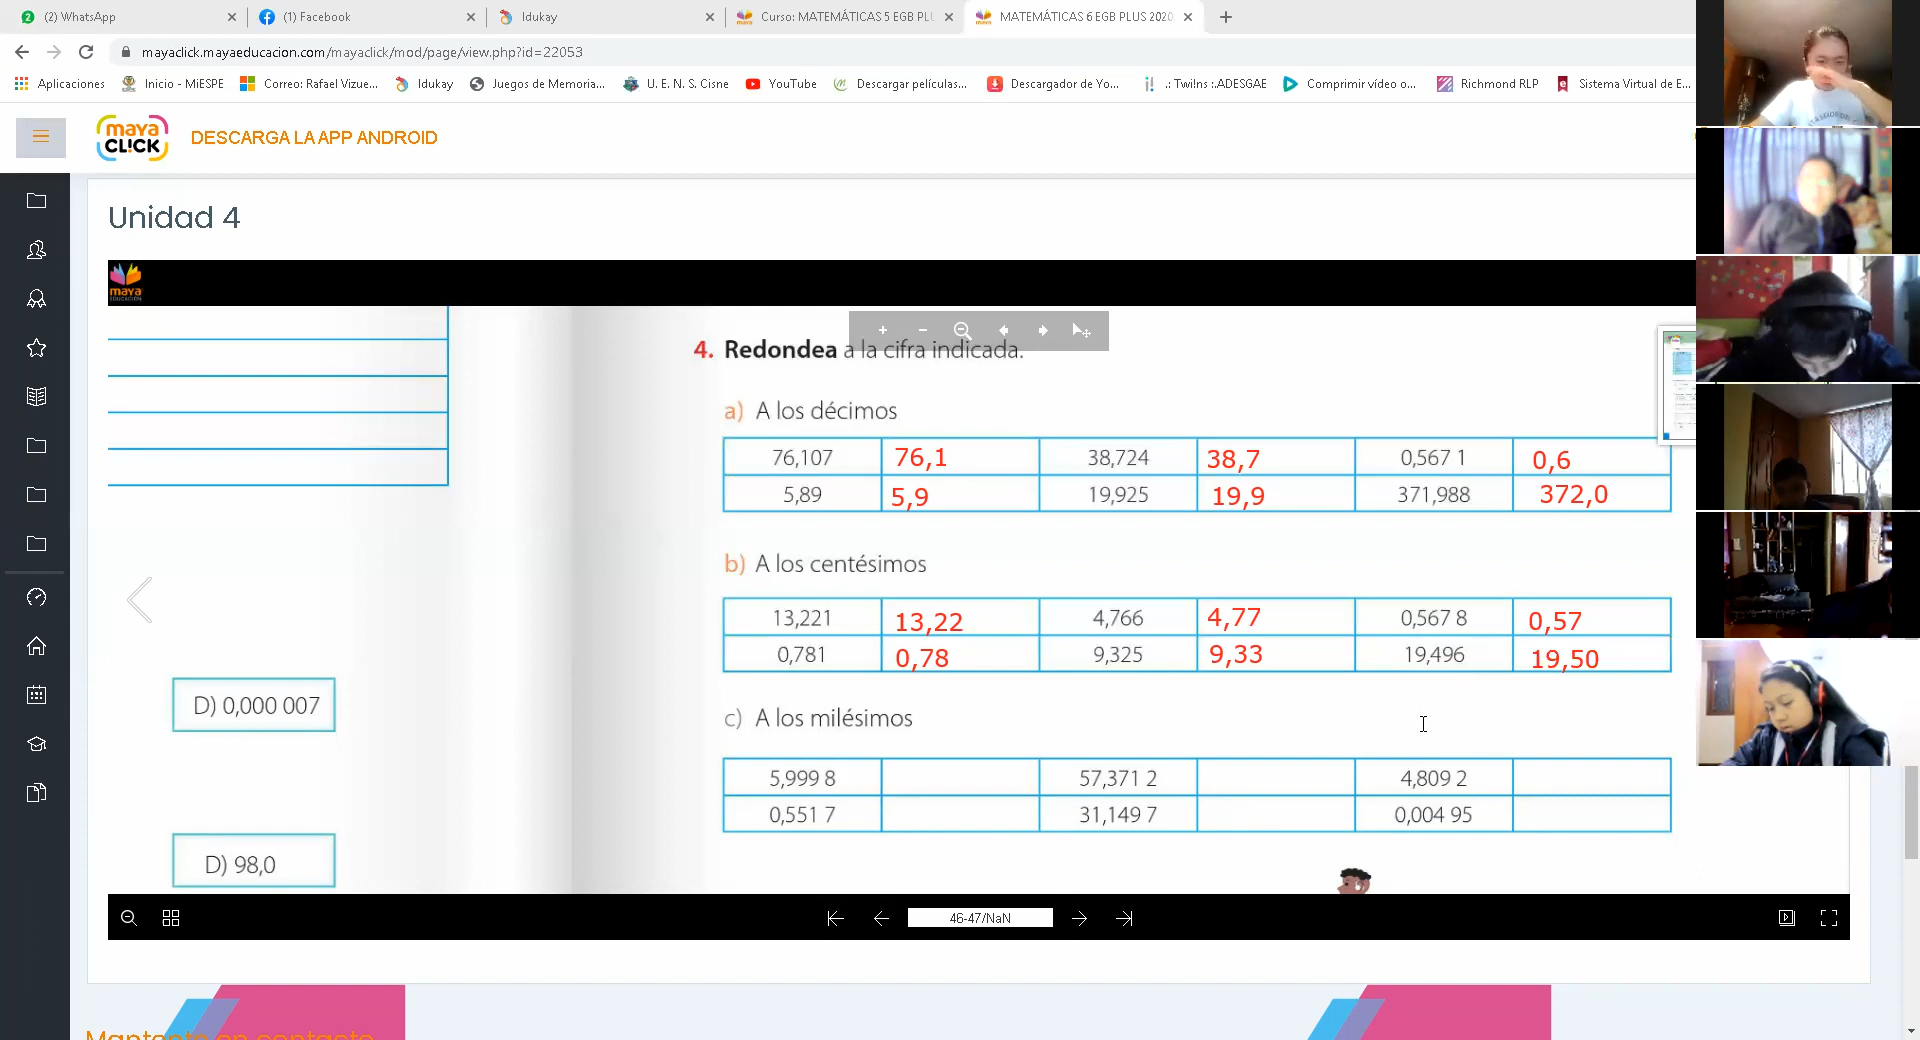 (2) WhatsApp
(1) Facebook
Idukay
Curso: MATEMÁTICAS 5 EGB PLU
MATEMÁTICAS 6 EGB PLUS 2020
mayaclick.mayaeducacion.com/mayaclick/mod/page/view.php?id=22053
Aplicaciones
Inicio - MiESPE
Correo: Rafael Vizue...
Idukay
Juegos de Memoria...
U. E. N. S. Cisne
YouTube
Descargar películas...
Descargador de Yo...
.: Twi!ns :.ADESGAE
Comprimir vídeo o...
Richmond RLP
Sistema Virtual de E...
maya CLICK
DESCARGA LA APP ANDROID
Unidad 4
maya
EDUCACIÓN
4. Redondea a la cifra indicada.
a) A los décimos
76,107 76,1 38,724 38,7 0,567 1 0,6
5,89 5,9 19,925 19,9 371,988 372,0
b) A los centésimos
13,221 13,22 4,766 4,77 0,567 8 0,57
0,781 0,78 9,325 9,33 19,496 19,50
c) A los milésimos
5,999 8 57,371 2 4,809 2
0,551 7 31,149 7 0,004 95
D) 0,000 007
D) 98,0
46-47/NaN